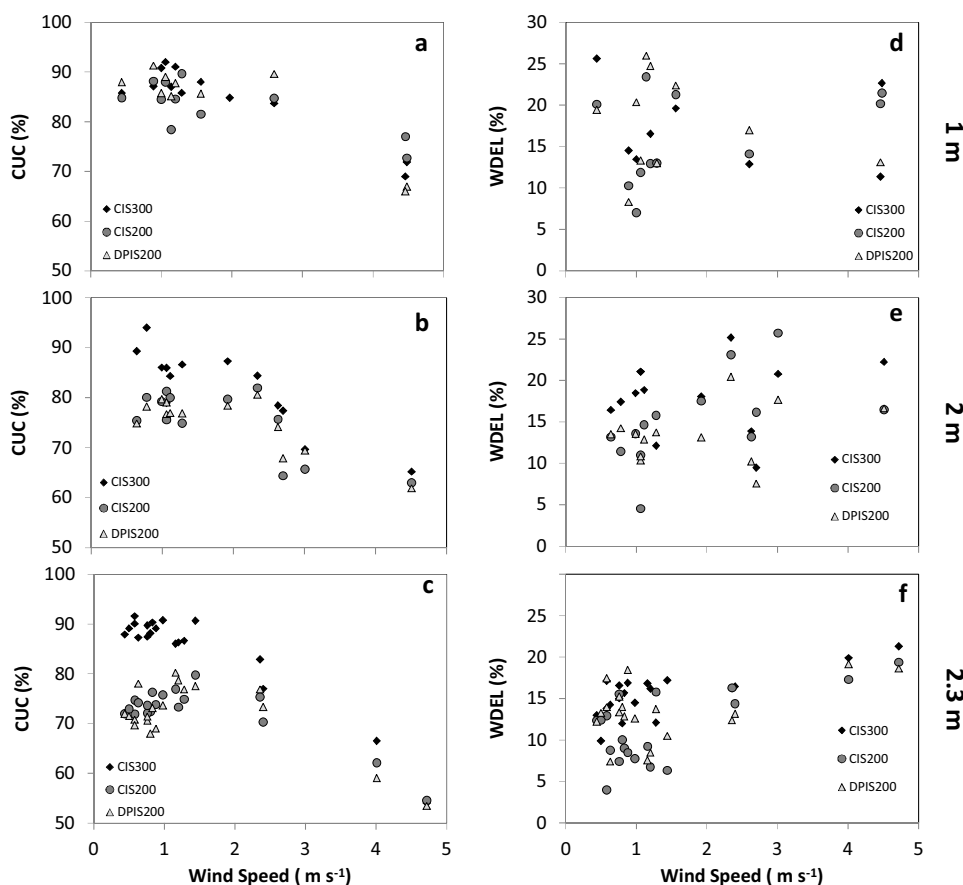 100
90
80
70
60
50
CUC (%)
a
CIS300
CIS200
DPIS200
30
25
20
15
10
5
0
WDEL (%)
d
CIS300
CIS200
DPIS200
1 m
100
90
80
70
60
50
CUC (%)
b
CIS300
CIS200
DPIS200
30
25
20
15
10
5
0
WDEL (%)
e
CIS300
CIS200
DPIS200
2 m
100
90
80
70
60
50
CUC (%)
c
CIS300
CIS200
DPIS200
0 1 2 3 4 5
Wind Speed ( m s⁻¹)
25
20
15
10
5
0
WDEL (%)
f
CIS300
CIS200
DPIS200
0 1 2 3 4 5
Wind Speed ( m s⁻¹)
2.3 m